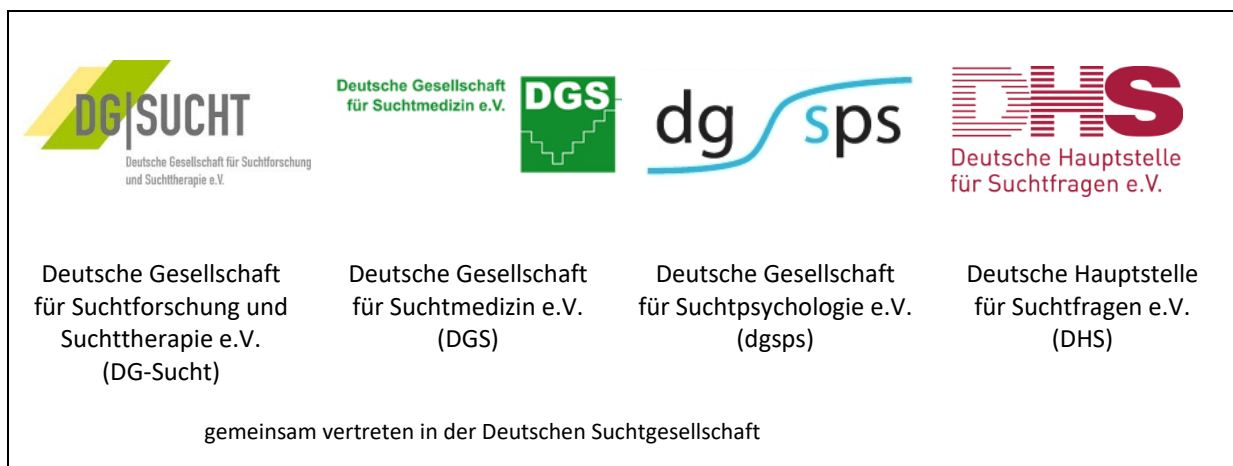 DG|SUCHT
Deutsche Gesellschaft für Suchtforschung
und Suchttherapie e.V.
Deutsche Gesellschaft
für Suchtmedizin e.V.
DGS
dg sps
DHS
Deutsche Hauptstelle
für Suchtfragen e.V.
Deutsche Gesellschaft
für Suchtforschung und
Suchttherapie e.V.
(DG-Sucht)
Deutsche Gesellschaft
für Suchtmedizin e.V.
(DGS)
Deutsche Gesellschaft
für Suchtpsychologie e.V.
(dgsps)
Deutsche Hauptstelle
für Suchtfragen e.V.
(DHS)
gemeinsam vertreten in der Deutschen Suchtgesellschaft